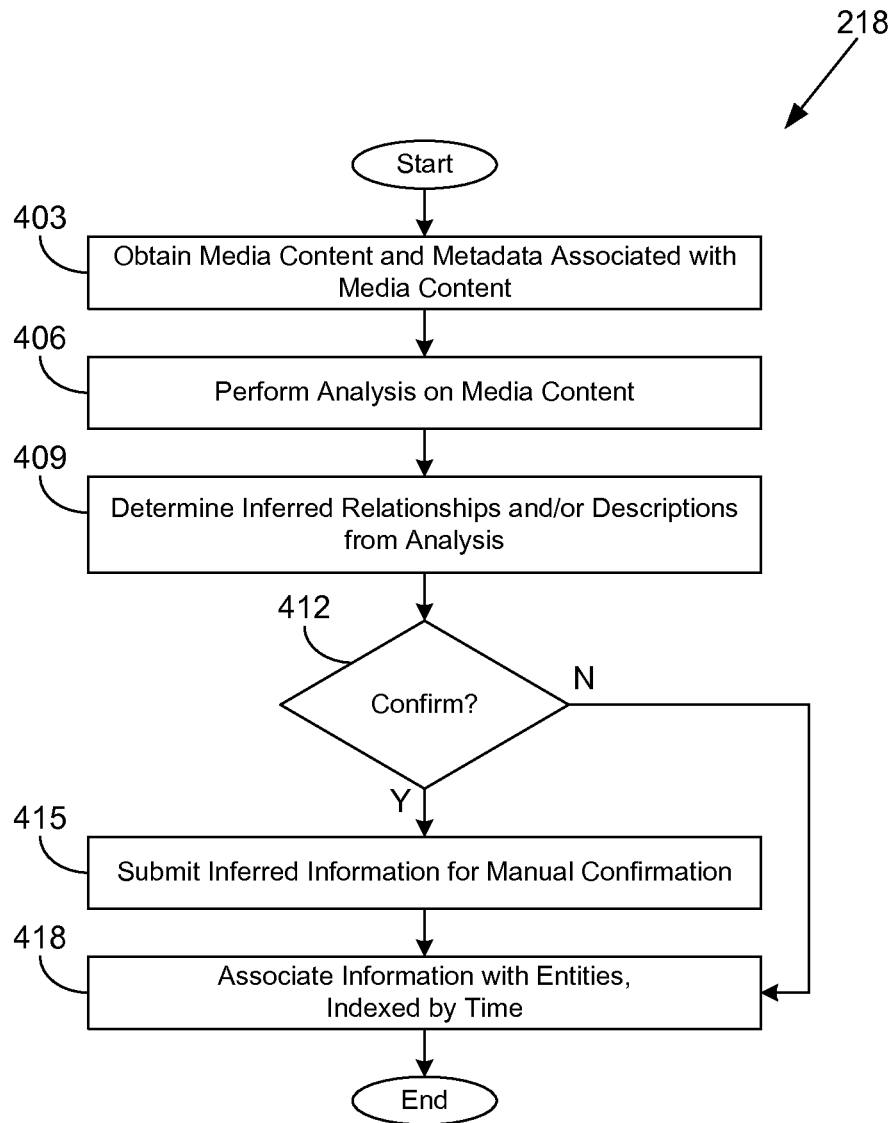 218
Start
403
Obtain Media Content and Metadata Associated with
Media Content
406
Perform Analysis on Media Content
409
Determine Inferred Relationships and/or Descriptions
from Analysis
412
Confirm?
N
Y
415
Submit Inferred Information for Manual Confirmation
418
Associate Information with Entities,
Indexed by Time
End